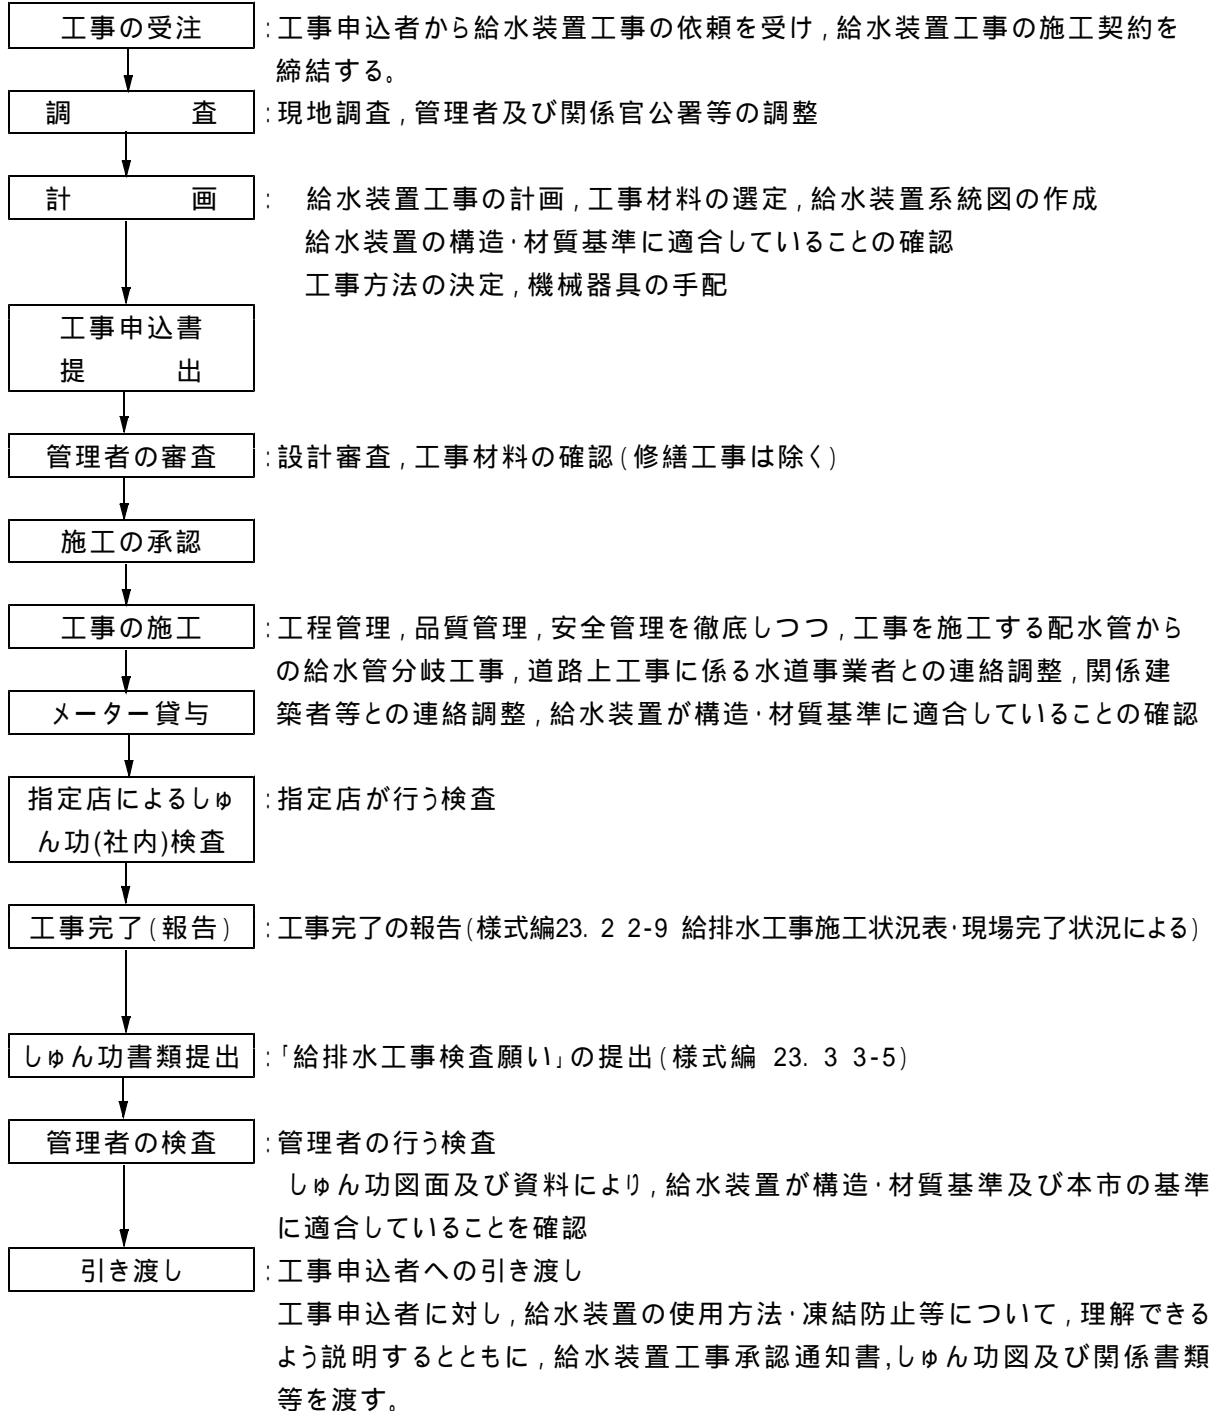 工事の受注 :工事申込者から給水装置工事の依頼を受け,給水装置工事の施工契約を
締結する。
調 査 :現地調査,管理者及び関係官公署等の調整
計 画 : 給水装置工事の計画,工事材料の選定,給水装置系統図の作成
給水装置の構造・材質基準に適合していることの確認
工事方法の決定,機械器具の手配
工事申込書
提 出
管理者の審査 :設計審査,工事材料の確認(修繕工事は除く)
施工の承認
工事の施工 :工程管理,品質管理,安全管理を徹底しつつ,工事を施工する配水管から
の給水管分岐工事,道路上工事に係る水道事業者との連絡調整,関係建
メーター貸与 築者等との連絡調整,給水装置が構造・材質基準に適合していることの確認
指定店によるしゅ :指定店が行う検査
ん功(社内)検査
工事完了(報告) :工事完了の報告(様式編23. 2 2-9 給排水工事施工状況表・現場完了状況による)
しゅん功書類提出 :「給排水工事検査願い」の提出(様式編 23. 3 3-5)
管理者の検査 :管理者の行う検査
しゅん功図面及び資料により,給水装置が構造・材質基準及び本市の基準
に適合していることを確認
引き渡し :工事申込者への引き渡し
工事申込者に対し,給水装置の使用方法・凍結防止等について,理解できる
よう説明するとともに,給水装置工事承認通知書,しゅん功図及び関係書類
等を渡す。